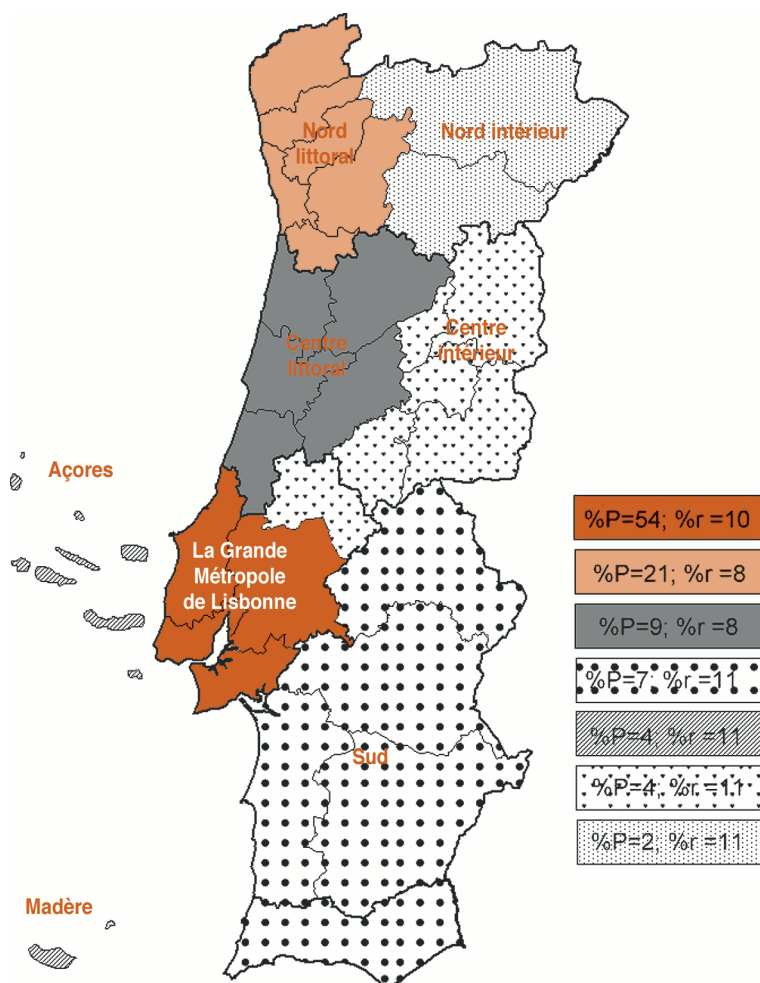 Nord
littoral
Nord intérieur
Centre
littoral
Centre
intérieur
Açores
La Grande
Métropole
de Lisbonne
Sud
Madère
%P=54; %r =10
%P=21; %r =8
%P=9; %r =8
%P=7; %r =11
%P=4, %r =11
%P=4, %r =11
%P=2, %r =11